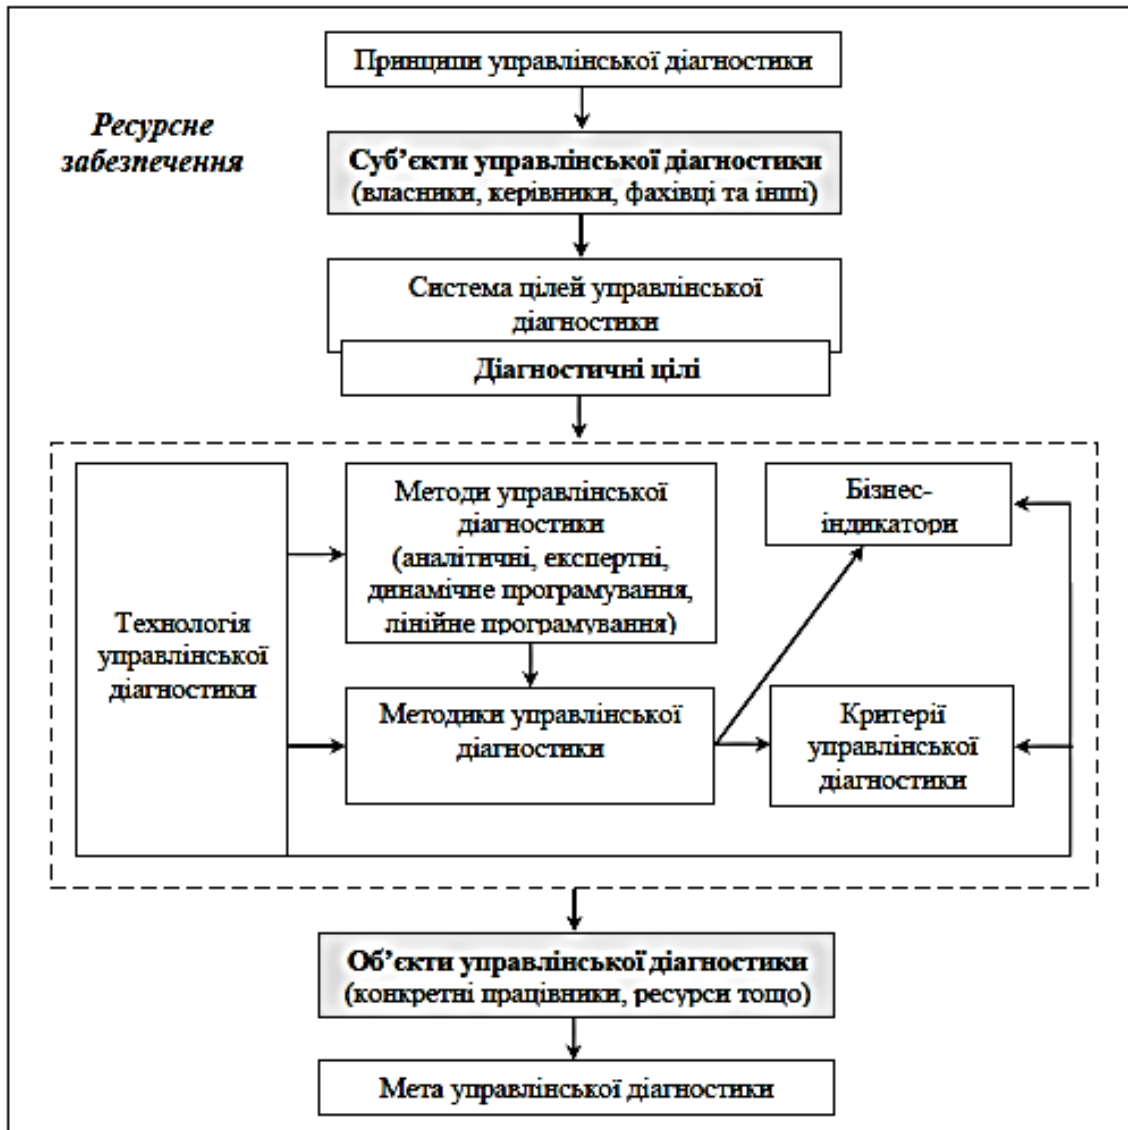 Принципи управлінської діагностики
Ресурсне
забезпечення
Суб’єкти управлінської діагностики
(власники, керівники, фахівці та інші)
Система цілей управлінської
діагностики
Діагностичні цілі
Методи управлінської
діагностики
(аналітичні, експертні,
динамічне програмування,
лінійне програмування)
Бізнес-
індикатори
Технологія
управлінської
діагностики
Методики управлінської
діагностики
Критерії
управлінської
діагностики
Об’єкти управлінської діагностики
(конкретні працівники, ресурси тощо)
Мета управлінської діагностики